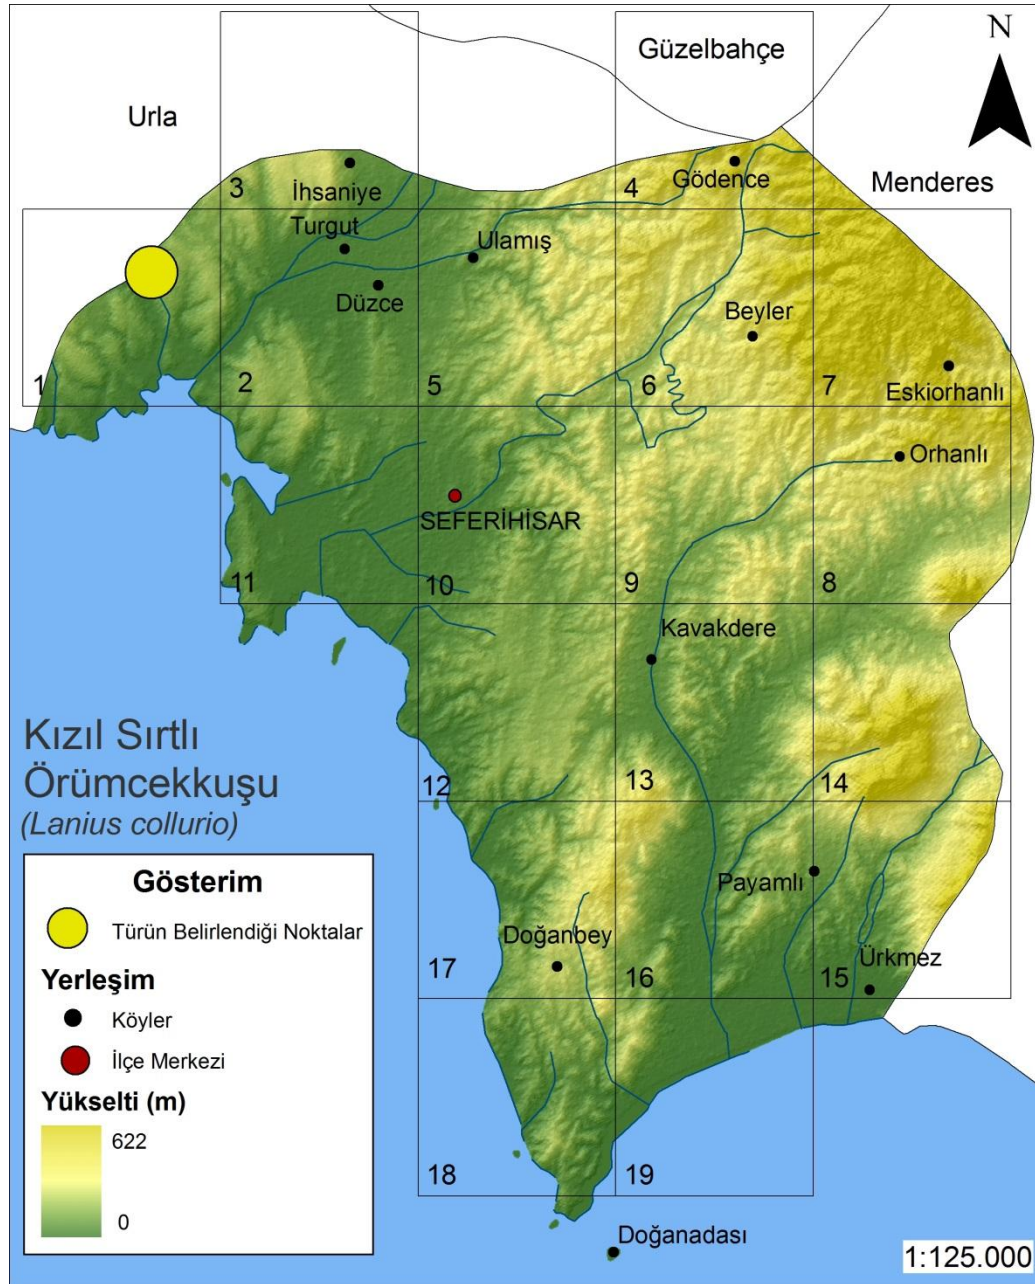 N
Güzelbahçe
Urla
Menderes
3
4
İhsaniye
Gödence
Turgut
Ulamış
Düzce
Beyler
1
2
5
6
7
Eskiorhanlı
Orhanlı
SEFERİHİSAR
11
10
9
8
Kavakdere
Kızıl Sırtlı
Örümcekkuşu
(Lanius collurio)
12
13
14
Gösterim
Türün Belirlendiği Noktalar
Yerleşim
Köyler
İlçe Merkezi
Yükselti (m)
622
0
Payamlı
Doğanbey
Ürkmez
17
16
15
18
19
Doğanadası
1:125.000